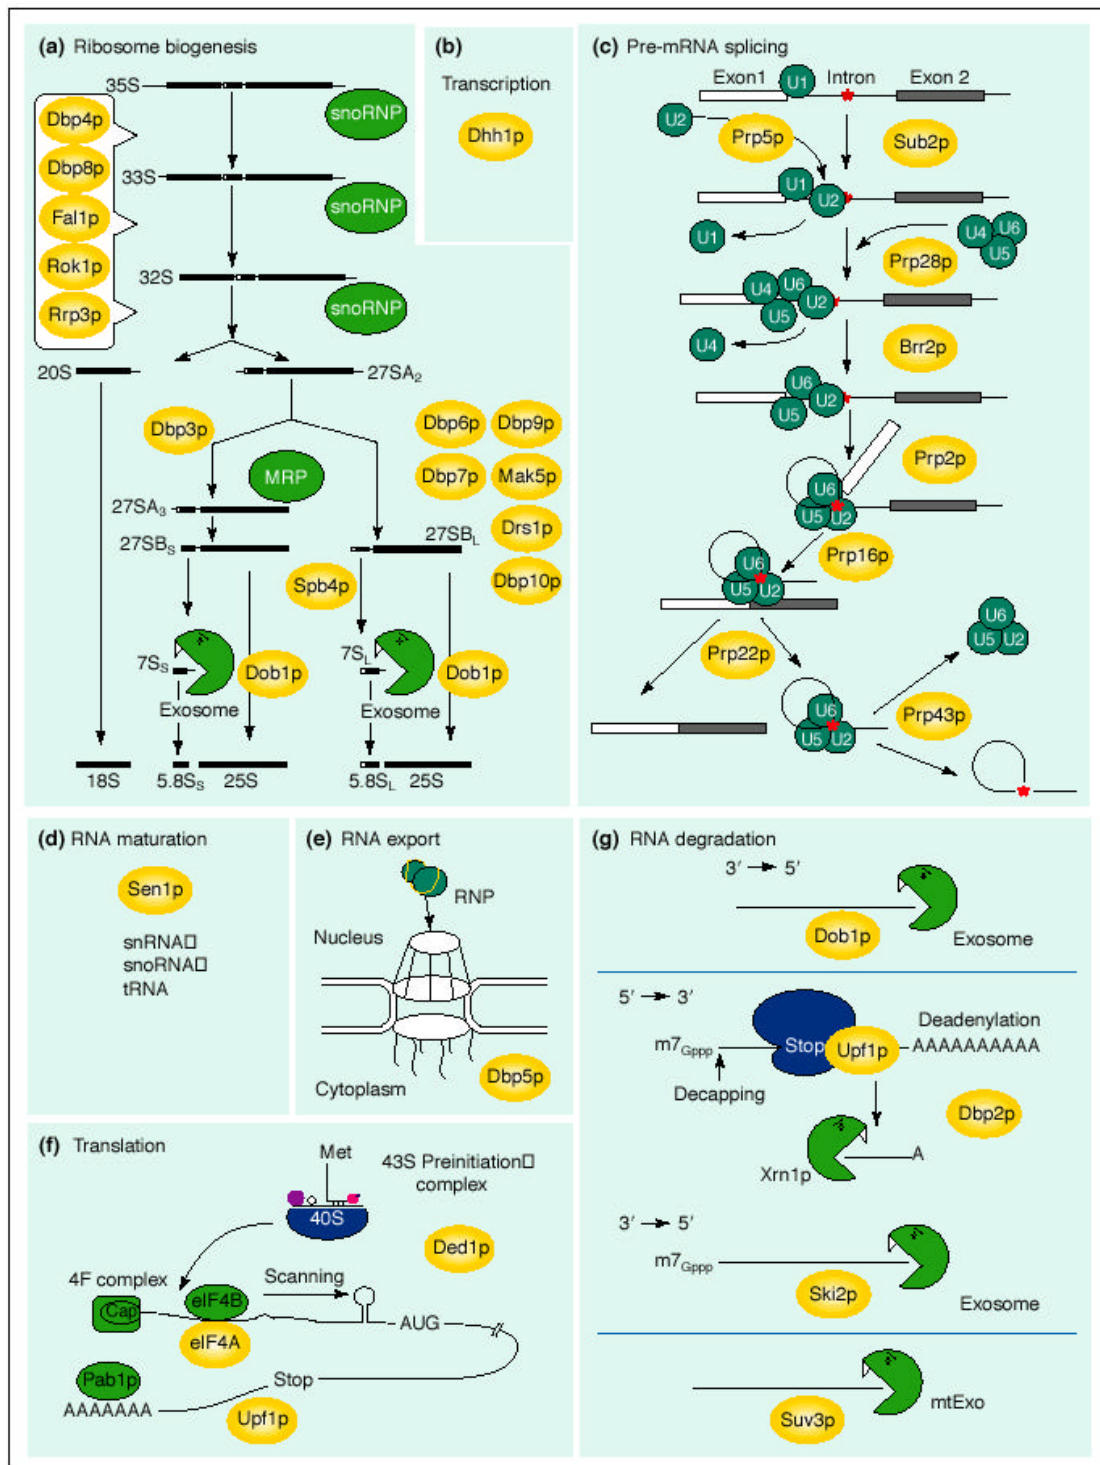 (a) Ribosome biogenesis
35S
snoRNP
Dbp4p
Dbp8p
33S
snoRNP
Fal1p
Rok1p
32S
snoRNP
Rrp3p
20S
27SA2
Dbp3p
Dbp6p
Dbp9p
MRP
Dbp7p
Mak5p
27SA3
Drs1p
27SBS
27SBL
Spb4p
Dbp10p
7SS
Dob1p
7SL
Dob1p
Exosome
Exosome
18S
5.8SS
25S
5.8SL
25S
(b)
Transcription
Dhh1p
(c) Pre-mRNA splicing
Exon1
U1
Intron
Exon 2
U2
Prp5p
Sub2p
U1
U2
U1
U4
U6
U5
Prp28p
U4
U6
U5
U2
U4
Brr2p
U6
U5
U2
Prp2p
U6
U5
U2
Prp16p
U6
U5
U2
U6
U5
U2
Prp22p
U6
U5
U2
Prp43p
(d) RNA maturation
Sen1p
snRNA□
snoRNA□
tRNA
(e) RNA export
RNP
Nucleus
Dbp5p
Cytoplasm
(f) Translation
Met
43S Preinitiation□
complex
40S
Ded1p
4F complex
Scanning
Cap
eIF4B
AUG
eIF4A
Pab1p
Stop
AAAAAAA
Upf1p
(g) RNA degradation
3′ → 5′
Dob1p
Exosome
5′ → 3′
Deadenylation
m7Gppp
Stop
Upf1p
AAAAAAAAAA
Decapping
Dbp2p
Xrn1p
A
3′ → 5′
m7Gppp
Ski2p
Exosome
Suv3p
mtExo